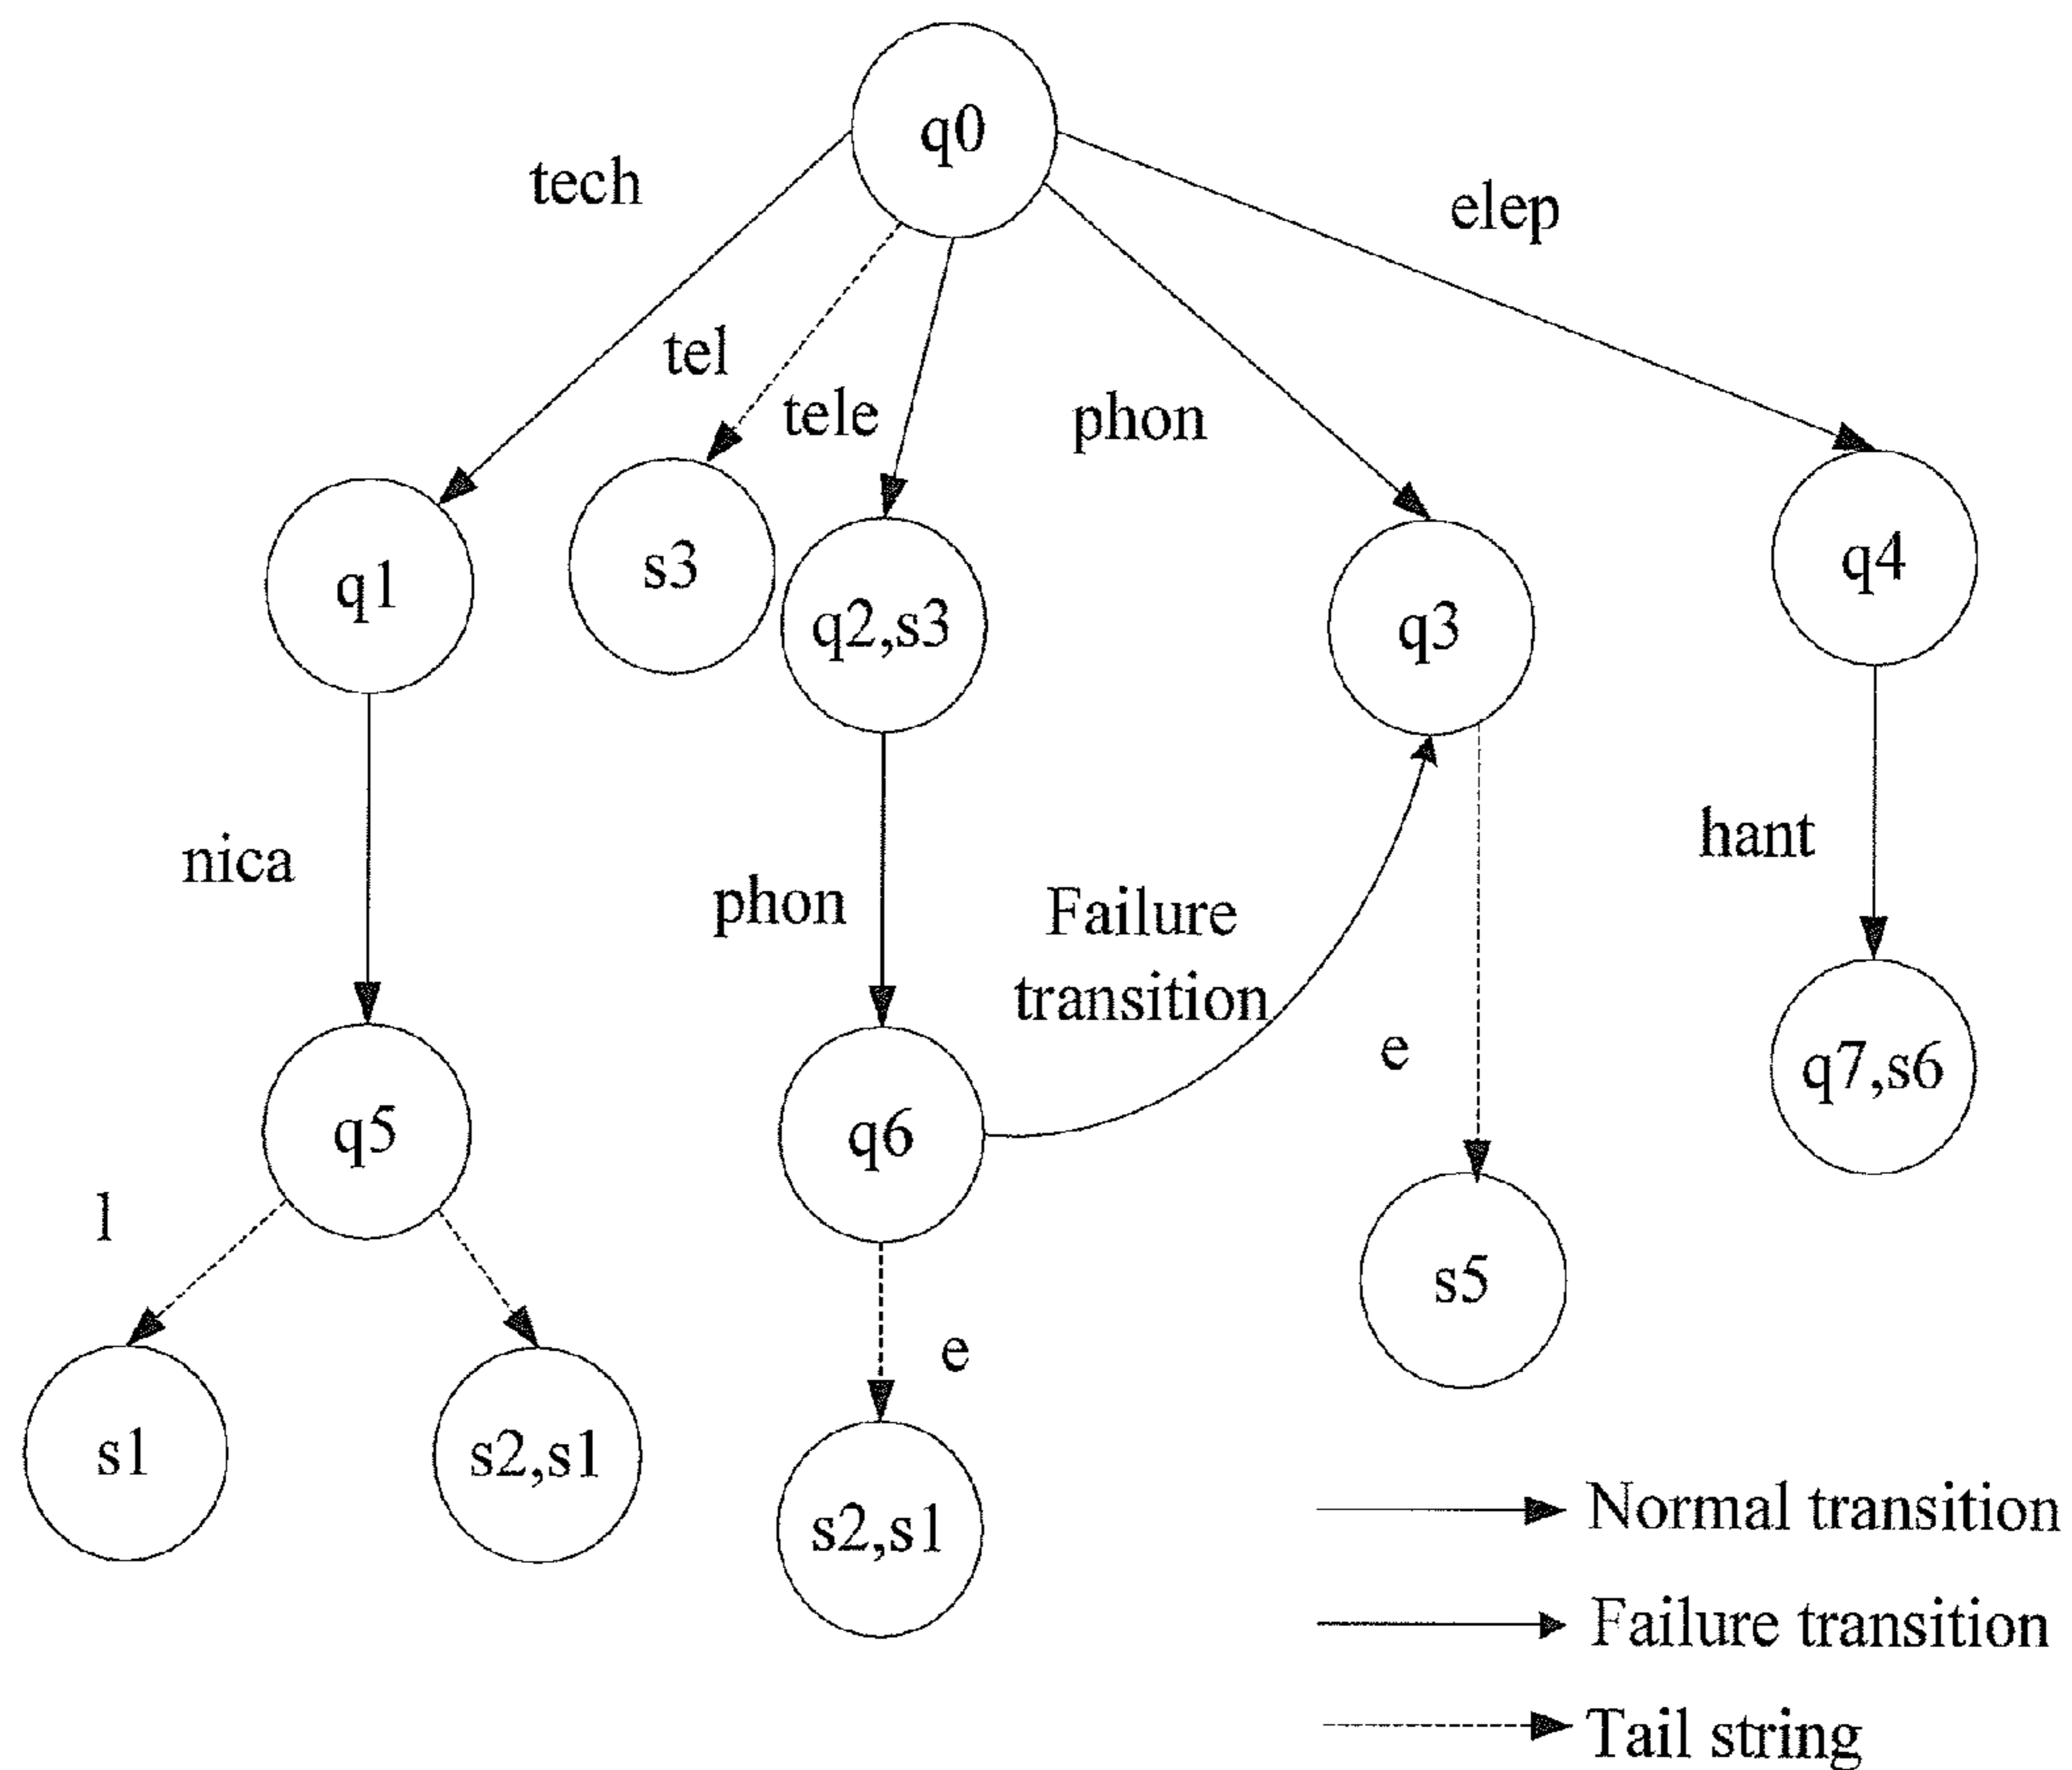 q0
tech
elep
tel
tele
phon
q1
s3
q2,s3
q3
q4
nica
phon
Failure
transition
hant
e
q5
q6
q7,s6
l
e
s5
s1
s2,s1
s2,s1
Normal transition
Failure transition
Tail string